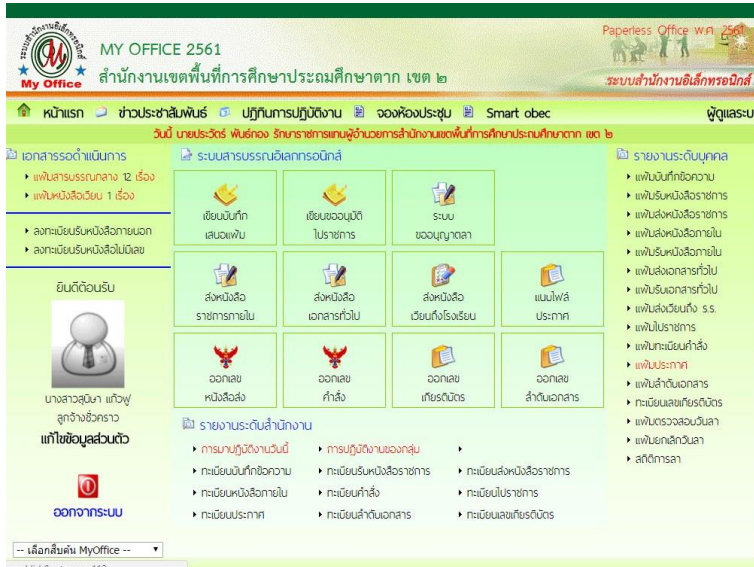 ระบบสำนักงานอิเล็กทรอนิกส์
My Office
MY OFFICE 2561
สำนักงานเขตพื้นที่การศึกษาประถมศึกษาตาก เขต ๒
Paperless Office พ.ศ. 2561
ระบบสำนักงานอิเล็กทรอนิกส์
หน้าแรก ข่าวประชาสัมพันธ์ ปฏิทินการปฏิบัติงาน จองห้องประชุม Smart obec ผู้ดูแลระบ
วันนี้ นายประวัตร์ พันธ์กอง รักษาราชการแทนผู้อำนวยการสำนักงานเขตพื้นที่การศึกษาประถมศึกษาตาก เขต ๒
เอกสารรอดำเนินการ
แฟ้มสารบรรณกลาง 12 เรื่อง
แฟ้มหนังสือเวียน 1 เรื่อง
ลงทะเบียนรับหนังสือภายนอก
ลงทะเบียนรับหนังสือไม่มีเลข
ยินดีต้อนรับ
นางสาวสุนิษา แก้วฟู
ลูกจ้างชั่วคราว
แก้ไขข้อมูลส่วนตัว
ออกจากระบบ
-- เลือกสืบค้น MyOffice --
ระบบสารบรรณอิเลกทรอนิกส์
เขียนบันทึก
เสนอแฟ้ม
เขียนขออนุมัติ
ไปราชการ
ระบบ
ขออนุญาตลา
ส่งหนังสือ
ราชการภายใน
ส่งหนังสือ
เอกสารทั่วไป
ส่งหนังสือ
เวียนถึงโรงเรียน
แนบไฟล์
ประกาศ
ออกเลข
หนังสือส่ง
ออกเลข
คำสั่ง
ออกเลข
เกียรติบัตร
ออกเลข
ลำดับเอกสาร
รายงานระดับสำนักงาน
การมาปฏิบัติงานวันนี้ การปฏิบัติงานของกลุ่ม
ทะเบียนบันทึกข้อความ ทะเบียนรับหนังสือราชการ ทะเบียนส่งหนังสือราชการ
ทะเบียนหนังสือภายใน ทะเบียนคำสั่ง ทะเบียนไปราชการ
ทะเบียนประกาศ ทะเบียนลำดับเอกสาร ทะเบียนเลขเกียรติบัตร
รายงานระดับบุคคล
แฟ้มบันทึกข้อความ
แฟ้มรับหนังสือราชการ
แฟ้มส่งหนังสือราชการ
แฟ้มส่งหนังสือภายใน
แฟ้มรับหนังสือภายใน
แฟ้มส่งเอกสารทั่วไป
แฟ้มรับเอกสารทั่วไป
แฟ้มส่งเวียนถึง ร.ร.
แฟ้มไปราชการ
แฟ้มทะเบียนคำสั่ง
แฟ้มประกาศ
แฟ้มลำดับเอกสาร
ทะเบียนเลขเกียรติบัตร
แฟ้มตรวจสอบวันลา
แฟ้มยกเลิกวันลา
สถิติการลา